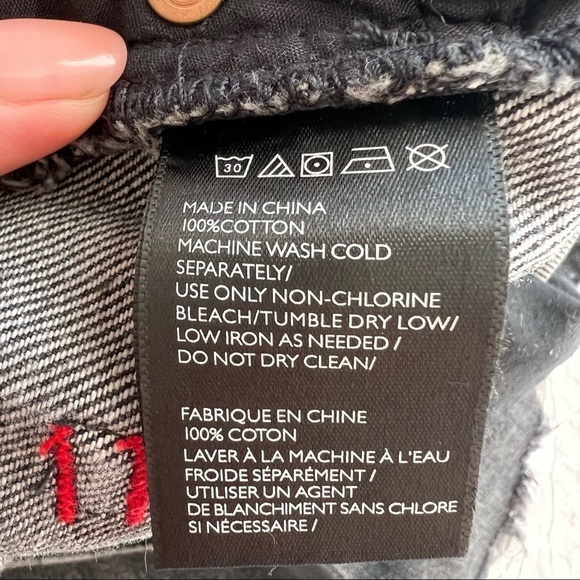 30
MADE IN CHINA
100%COTTON
MACHINE WASH COLD
SEPARATELY/
USE ONLY NON-CHLORINE
BLEACH/TUMBLE DRY LOW/
LOW IRON AS NEEDED /
DO NOT DRY CLEAN/
FABRIQUE EN CHINE
100% COTON
LAVER À LA MACHINE À L'EAU
FROIDE SÉPARÉMENT /
UTILISER UN AGENT
DE BLANCHIMENT SANS CHLORE
SI NÉCESSAIRE /
11